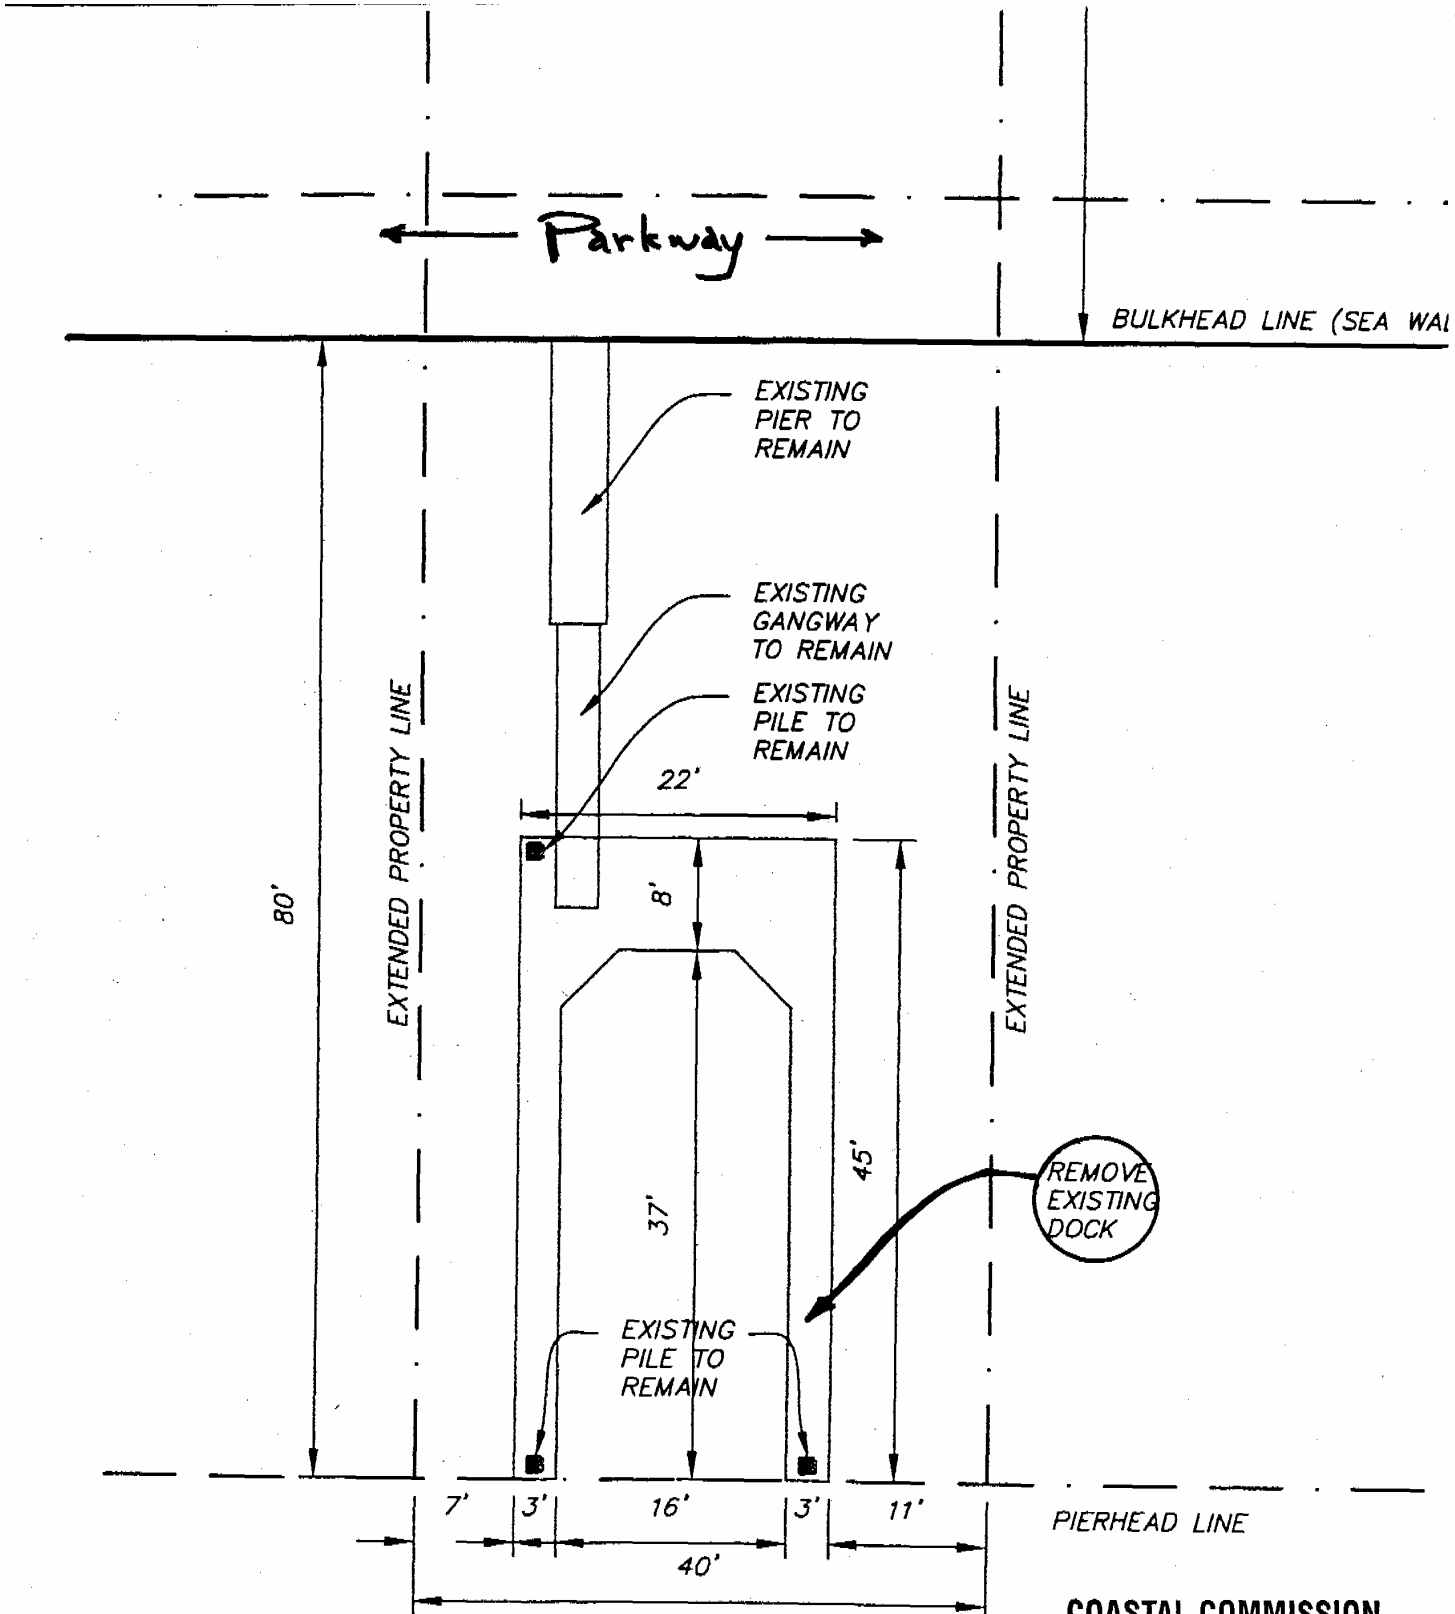 Parkway
BULKHEAD LINE (SEA WAL
EXISTING
PIER TO
REMAIN
EXISTING
GANGWAY
TO REMAIN
EXISTING
PILE TO
REMAIN
22'
EXTENDED PROPERTY LINE
EXTENDED PROPERTY LINE
80'
8'
45'
37'
REMOVE
EXISTING
DOCK
EXISTING
PILE TO
REMAIN
7' 3' 16' 3' 11'
PIERHEAD LINE
40'
COASTAL COMMISSION